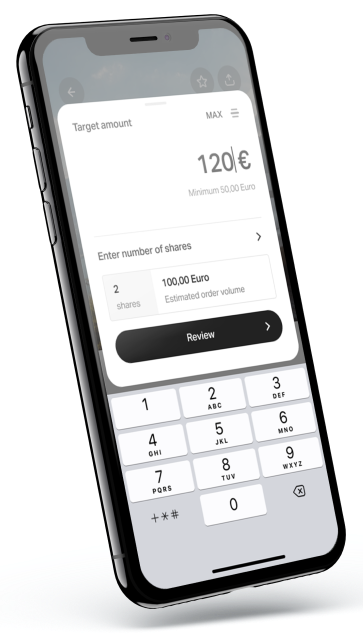 Target amount
MAX
120€
Minimum 50,00 Euro
Enter number of shares
2
shares
100,00 Euro
Estimated order volume
Review
1
2
ABC
3
DEF
4
GHI
5
JKL
6
MNO
7
PQRS
8
TUV
9
WXYZ
+*#
0